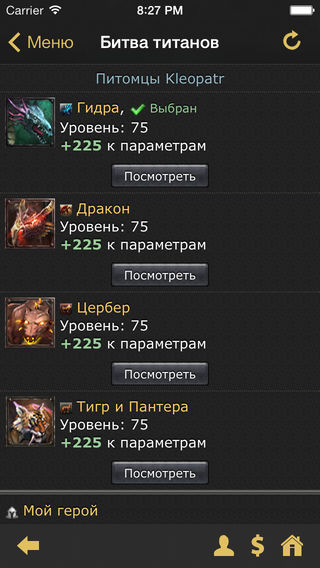 Carrier 8:27 PM
Меню Битва титанов
Питомцы Kleopatr
Гидра, Выбран
Уровень: 75
+225 к параметрам
Посмотреть
Дракон
Уровень: 75
+225 к параметрам
Посмотреть
Цербер
Уровень: 75
+225 к параметрам
Посмотреть
Тигр и Пантера
Уровень: 75
+225 к параметрам
Посмотреть
Мой герой
$